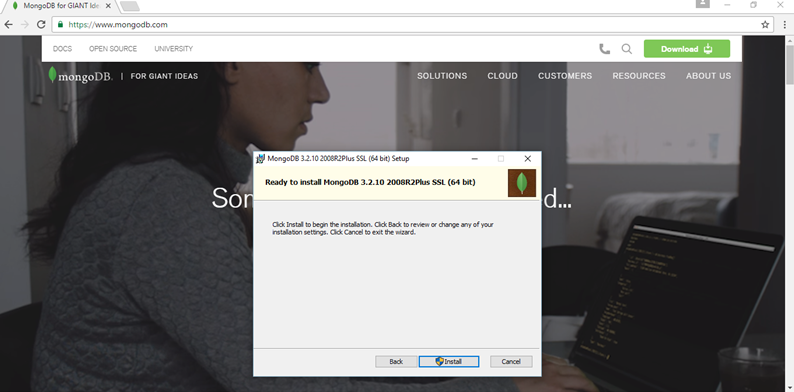 MongoDB for GIANT Ide
https://www.mongodb.com
DOCS OPEN SOURCE UNIVERSITY Download
mongoDB. FOR GIANT IDEAS SOLUTIONS CLOUD CUSTOMERS RESOURCES ABOUT US
MongoDB 3.2.10 2008R2Plus SSL (64 bit) Setup
Ready to install MongoDB 3.2.10 2008R2Plus SSL (64 bit)
Sor d...
Click Install to begin the installation. Click Back to review or change any of your
installation settings. Click Cancel to exit the wizard.
Back Install Cancel